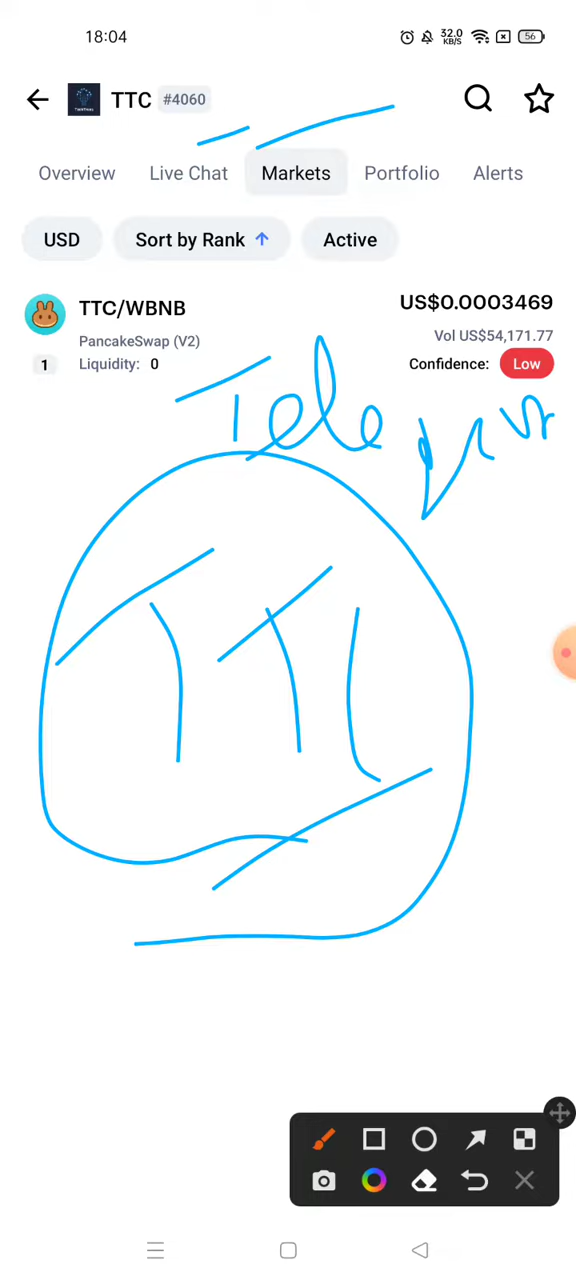 18:04 32.0 KB/S 56
TTC #4060
Overview Live Chat Markets Portfolio Alerts
USD Sort by Rank ↑ Active
TTC/WBNB US$0.0003469
PancakeSwap (V2) Vol US$54,171.77
1 Liquidity: 0 Confidence: Low
Tele
TTC